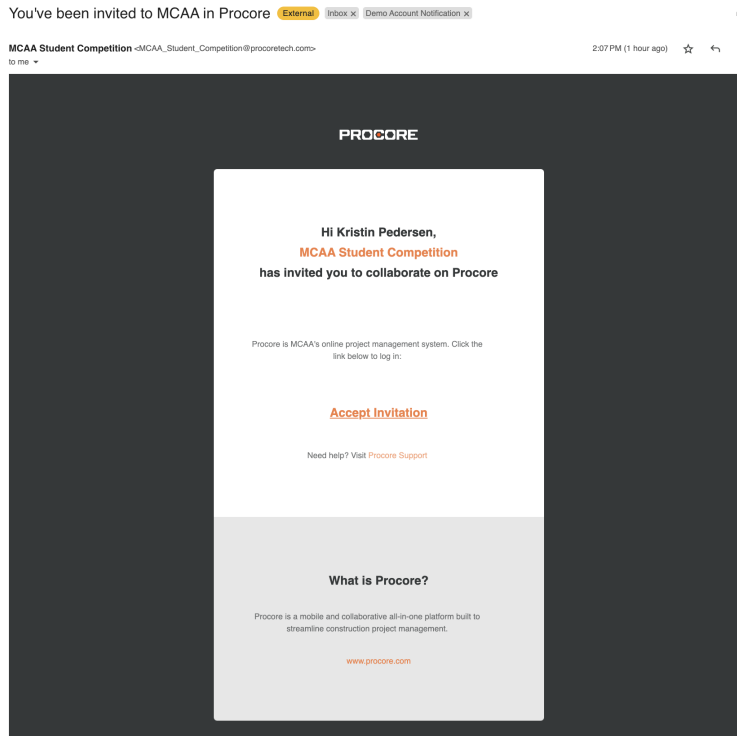 You've been invited to MCAA in Procore External Inbox x Demo Account Notification x
MCAA Student Competition <MCAA_Student_Competition@procoretech.com> 2:07 PM (1 hour ago)
to me
PROCORE
Hi Kristin Pedersen,
MCAA Student Competition
has invited you to collaborate on Procore
Procore is MCAA's online project management system. Click the
link below to log in:
Accept Invitation
Need help? Visit Procore Support
What is Procore?
Procore is a mobile and collaborative all-in-one platform built to
streamline construction project management.
www.procore.com